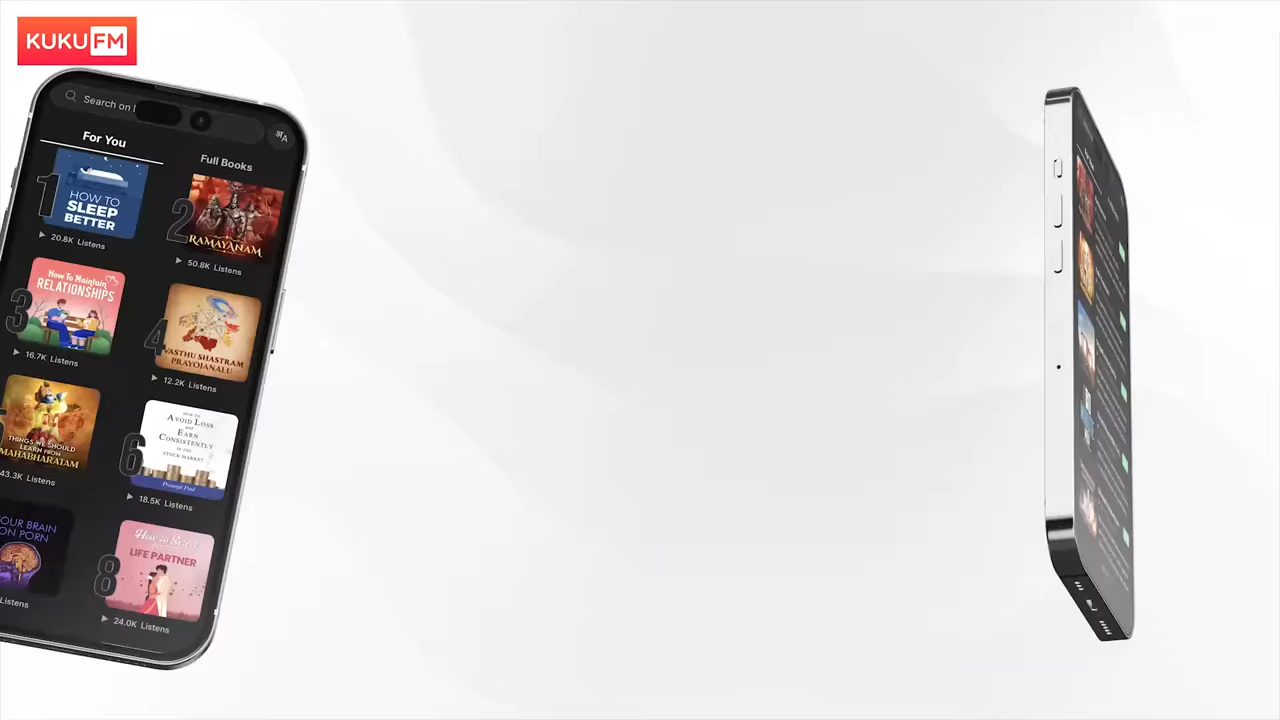 KUKU FM
Search on
अ/A
For You
Full Books
1
HOW TO
SLEEP
BETTER
20.8K Listens
2
RAMAYANAM
50.8K Listens
3
How To Maintain
RELATIONSHIPS
16.7K Listens
4
VASTHU SHASTRAM
PRAYOJANALU
12.2K Listens
THINGS WE SHOULD
LEARN FROM
MAHABHARATAM
43.3K Listens
6
HOW TO
AVOID LOSS
and
EARN
CONSISTENTLY
IN THE
STOCK MARKET
18.5K Listens
YOUR BRAIN
ON PORN
Listens
8
How to Select
LIFE PARTNER
24.0K Listens